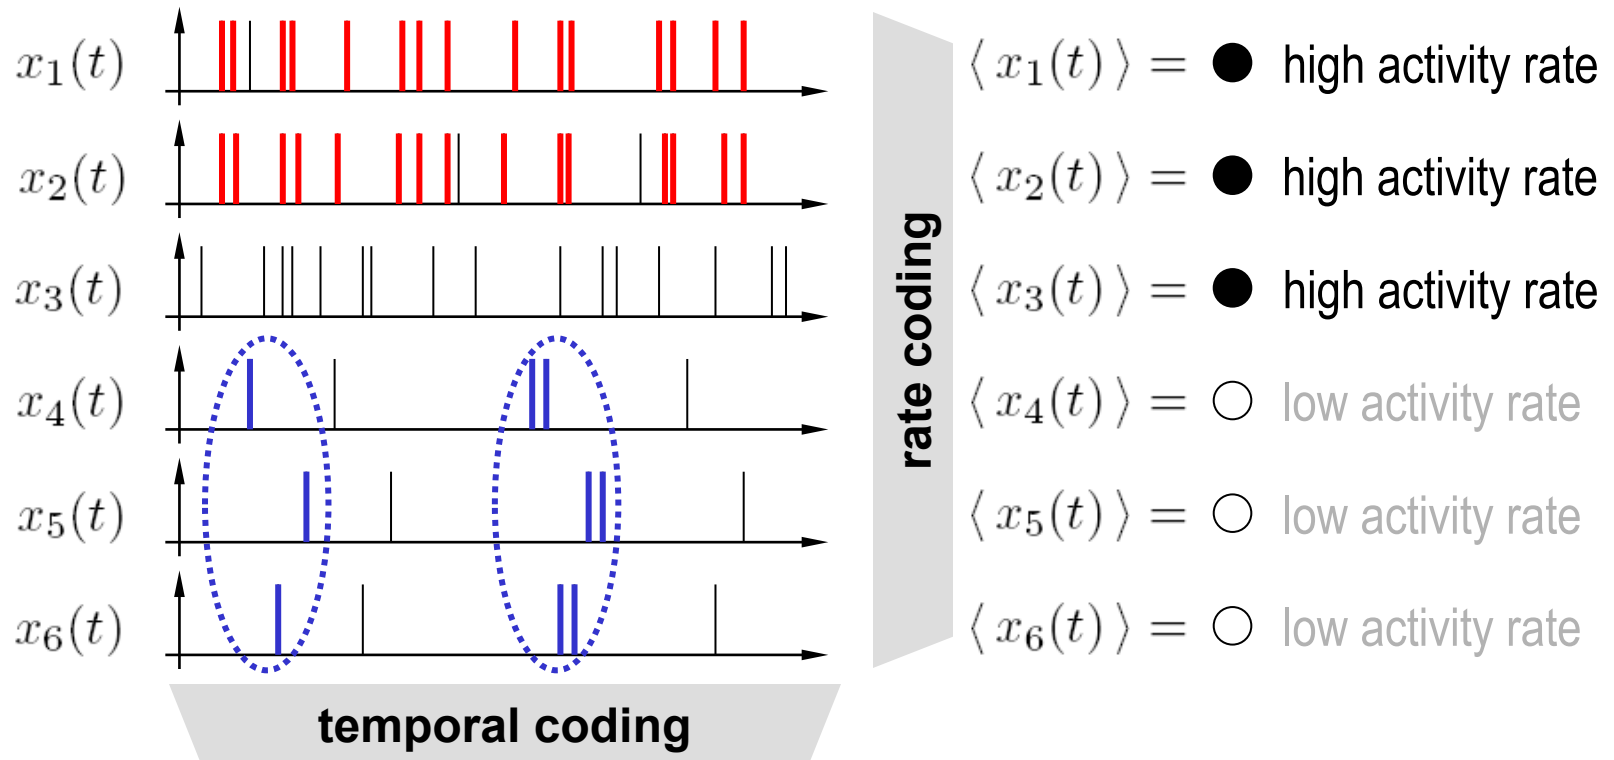 x₁(t)
⟨ x₁(t) ⟩ = ● high activity rate
x₂(t)
⟨ x₂(t) ⟩ = ● high activity rate
x₃(t)
⟨ x₃(t) ⟩ = ● high activity rate
x₄(t)
⟨ x₄(t) ⟩ = ○ low activity rate
x₅(t)
⟨ x₅(t) ⟩ = ○ low activity rate
x₆(t)
⟨ x₆(t) ⟩ = ○ low activity rate
rate coding
temporal coding